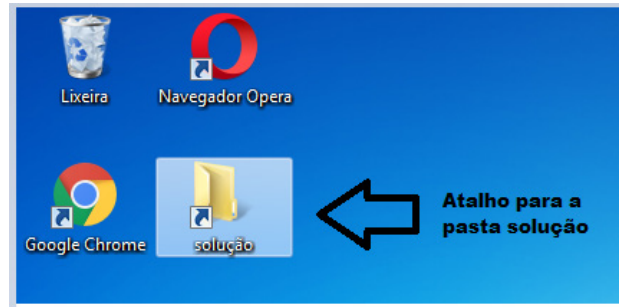 Lixeira
Navegador Opera
Google Chrome
solução
Atalho para a
pasta solução